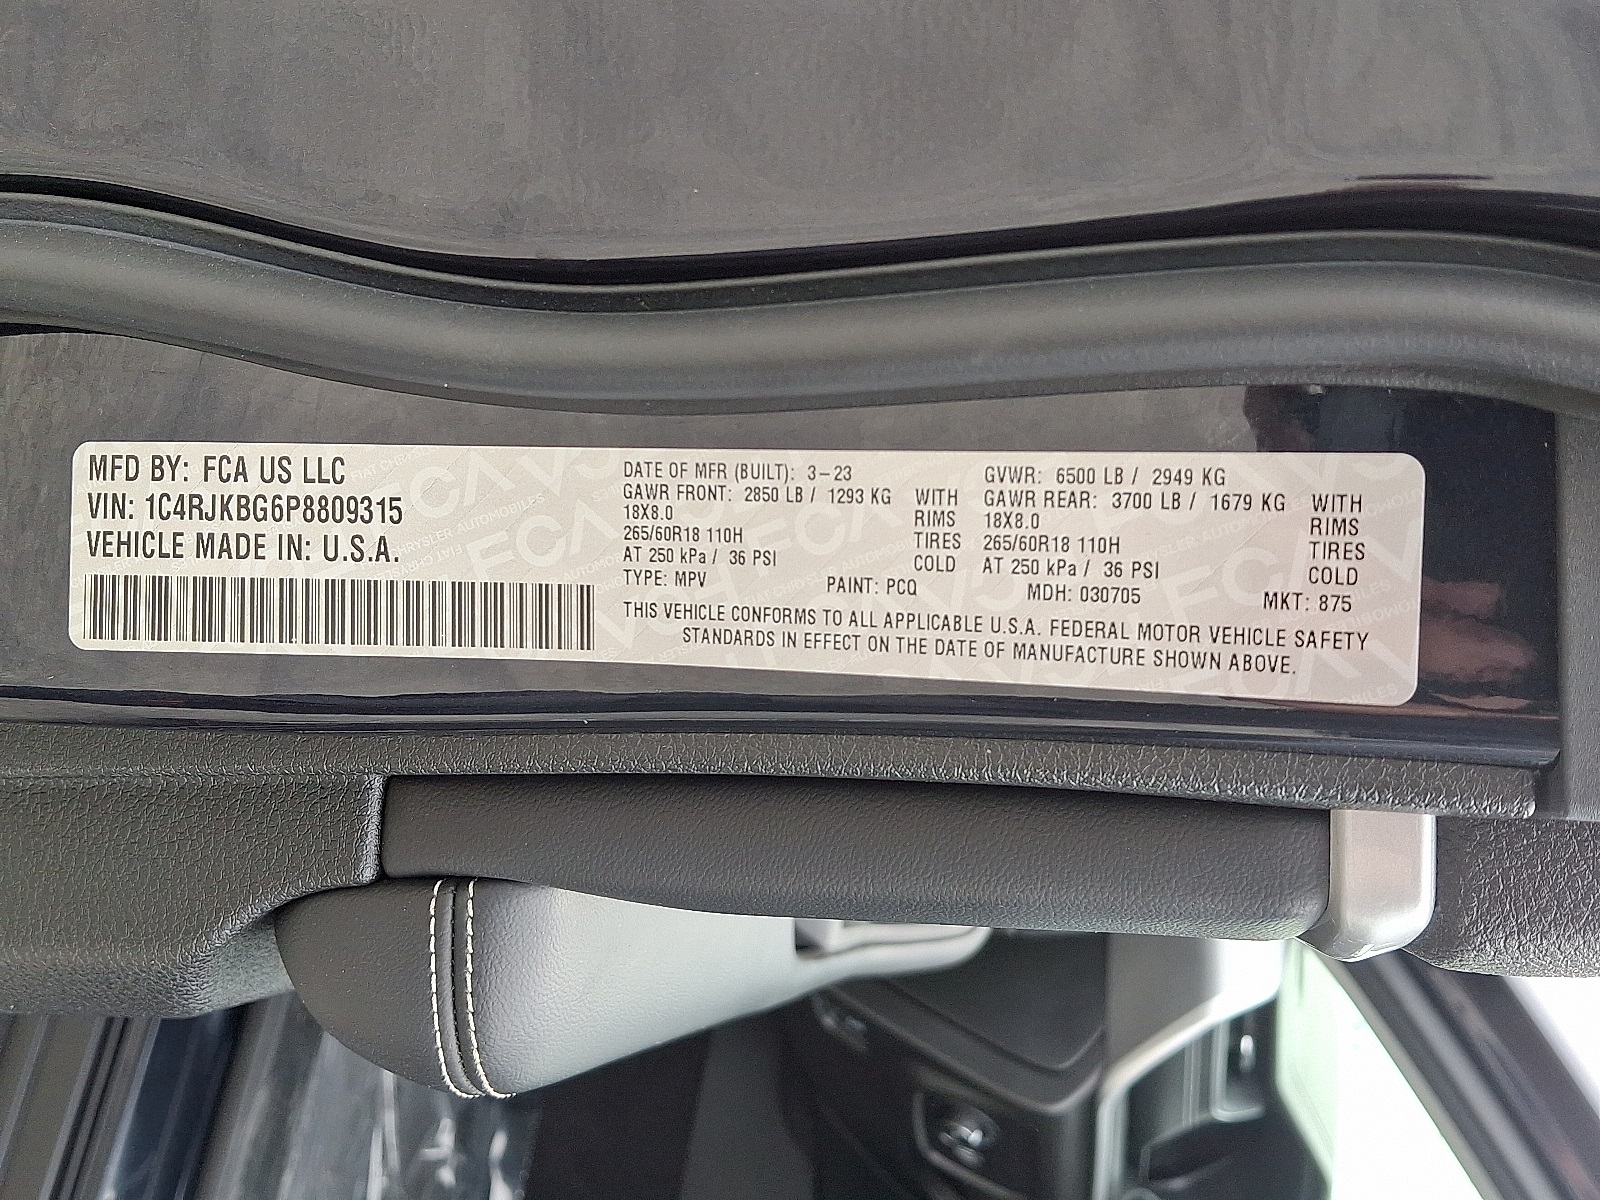 MFD BY: FCA US LLC
VIN: 1C4RJKBG6P8809315
VEHICLE MADE IN: U.S.A.
DATE OF MFR (BUILT): 3-23
GAWR FRONT: 2850 LB / 1293 KG WITH
18X8.0 RIMS
265/60R18 110H TIRES
AT 250 kPa / 36 PSI COLD
GVWR: 6500 LB / 2949 KG
GAWR REAR: 3700 LB / 1679 KG WITH
18X8.0 RIMS
265/60R18 110H TIRES
AT 250 kPa / 36 PSI COLD
TYPE: MPV PAINT: PCQ MDH: 030705 MKT: 875
THIS VEHICLE CONFORMS TO ALL APPLICABLE U.S.A. FEDERAL MOTOR VEHICLE SAFETY
STANDARDS IN EFFECT ON THE DATE OF MANUFACTURE SHOWN ABOVE.